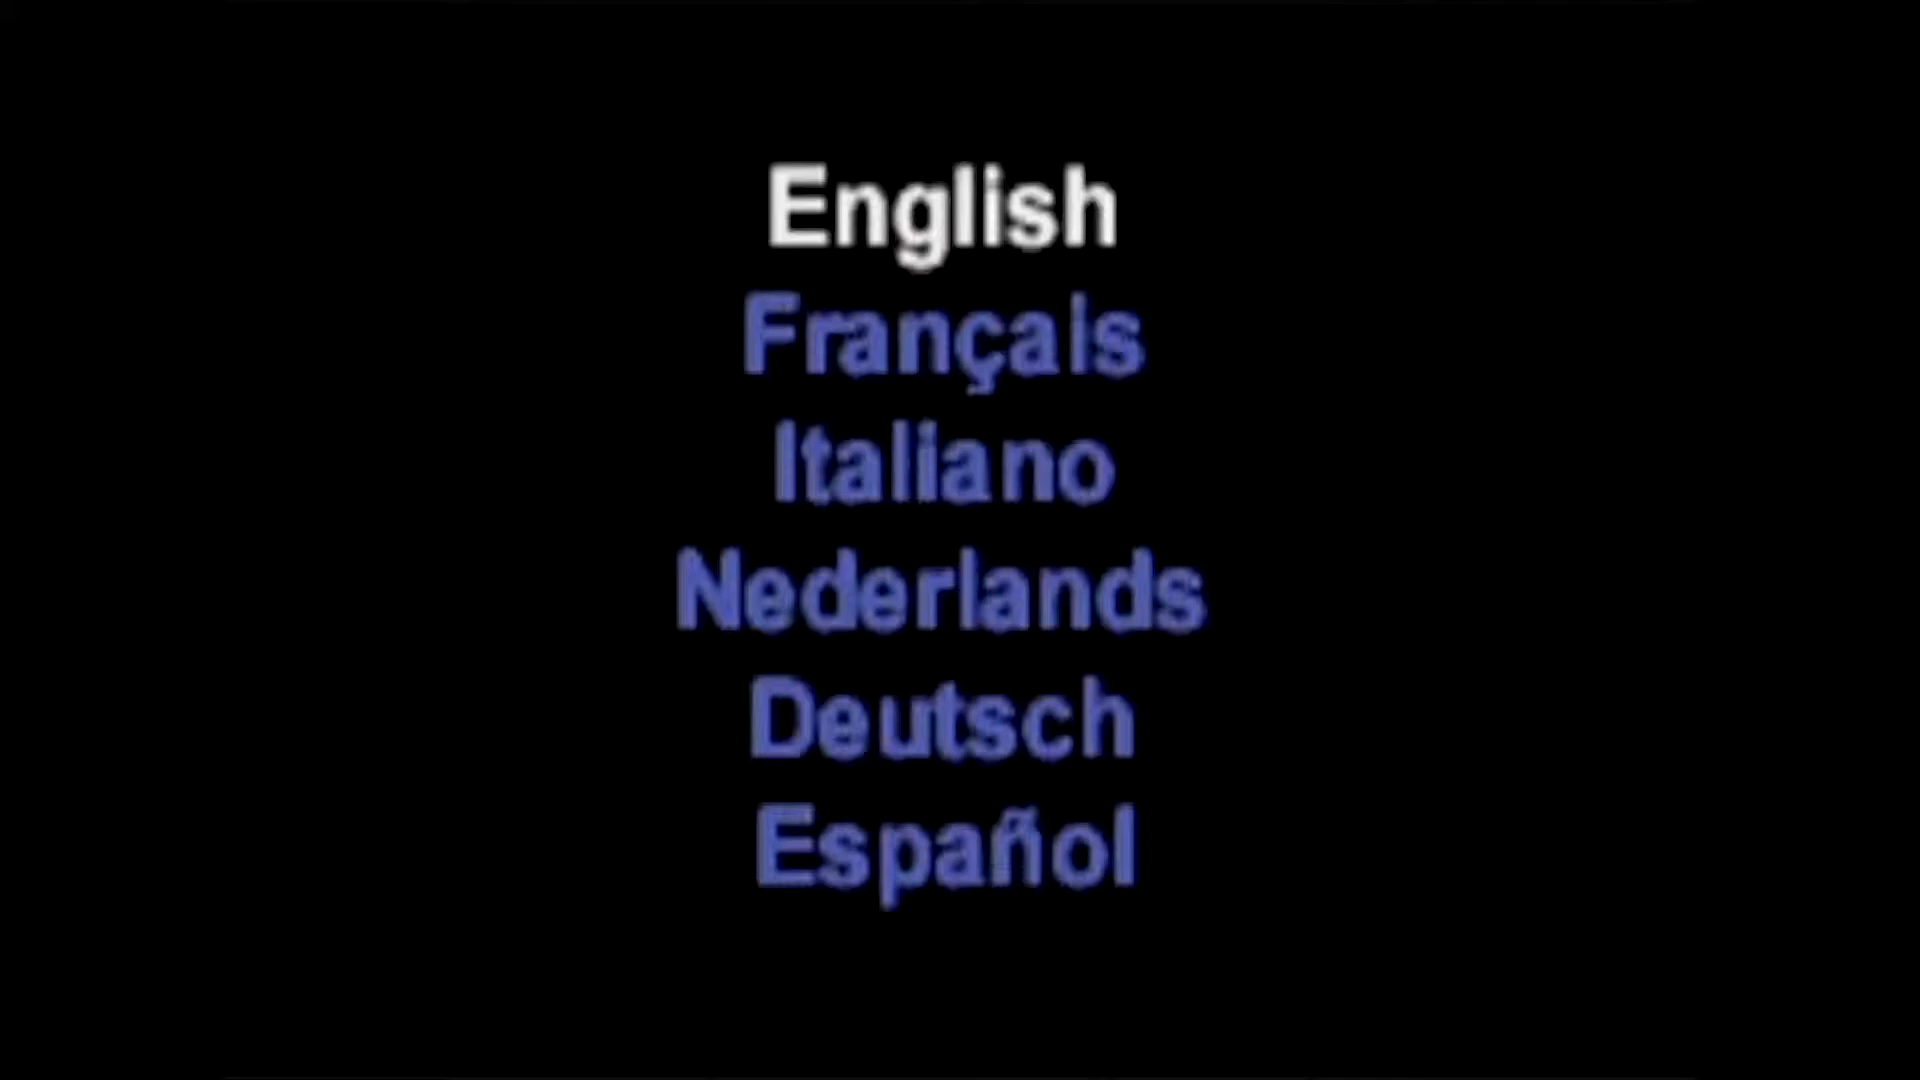 English
Français
Italiano
Nederlands
Deutsch
Español